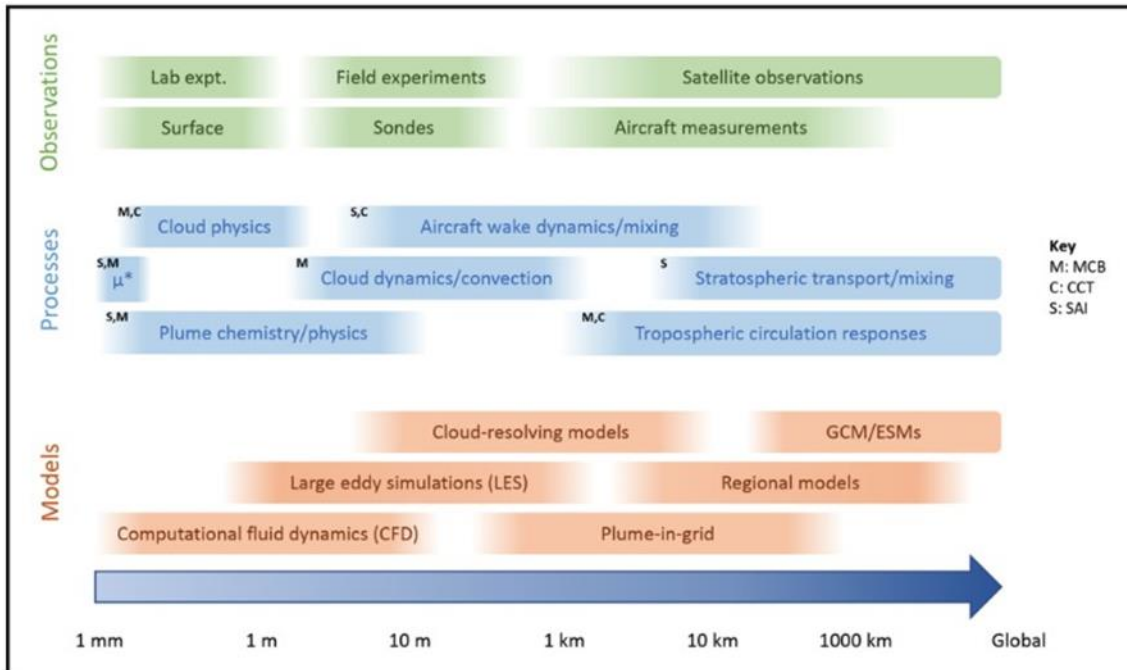 Observations
Lab expt. Field experiments Satellite observations
Surface Sondes Aircraft measurements
Processes
M,C Cloud physics S,C Aircraft wake dynamics/mixing
S,M μ* M Cloud dynamics/convection S Stratospheric transport/mixing
S,M Plume chemistry/physics M,C Tropospheric circulation responses
Key
M: MCB
C: CCT
S: SAI
Models
Cloud-resolving models GCM/ESMs
Large eddy simulations (LES) Regional models
Computational fluid dynamics (CFD) Plume-in-grid
1 mm 1 m 10 m 1 km 10 km 1000 km Global